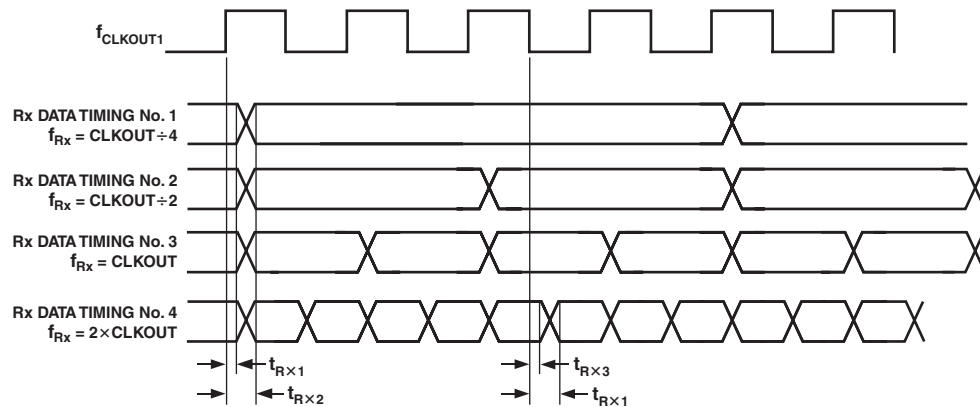 fCLKOUT1
Rx DATA TIMING No. 1
fRx = CLKOUT÷4
Rx DATA TIMING No. 2
fRx = CLKOUT÷2
Rx DATA TIMING No. 3
fRx = CLKOUT
Rx DATA TIMING No. 4
fRx = 2×CLKOUT
tR×1
tR×3
tR×2
tR×1